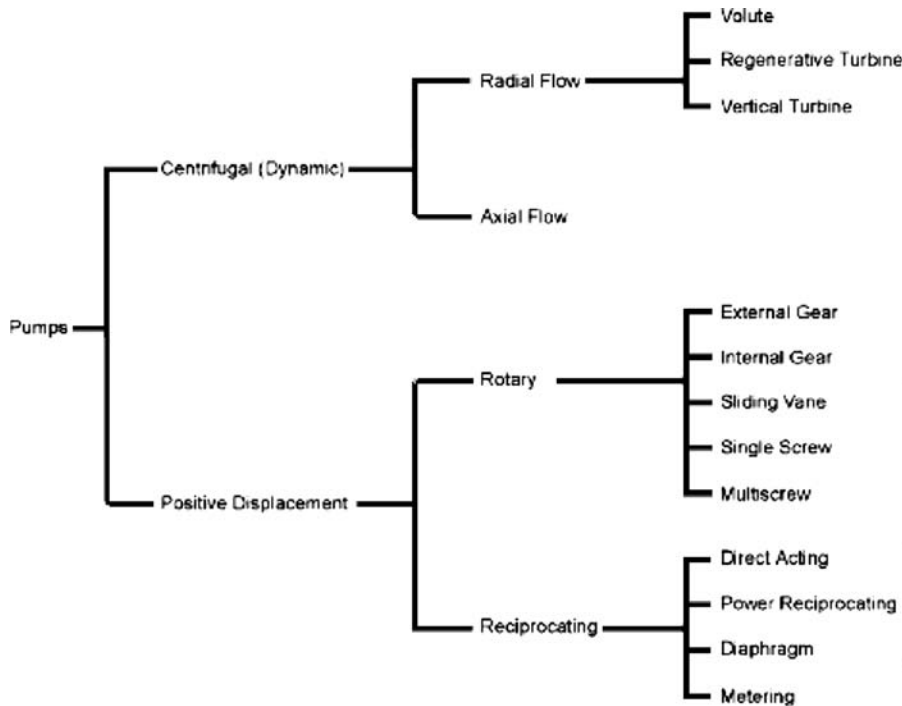 Volute
Regenerative Turbine
Radial Flow
Vertical Turbine
Centrifugal (Dynamic)
Axial Flow
Pumps
External Gear
Internal Gear
Rotary
Sliding Vane
Single Screw
Multiscrew
Positive Displacement
Direct Acting
Power Reciprocating
Reciprocating
Diaphragm
Metering